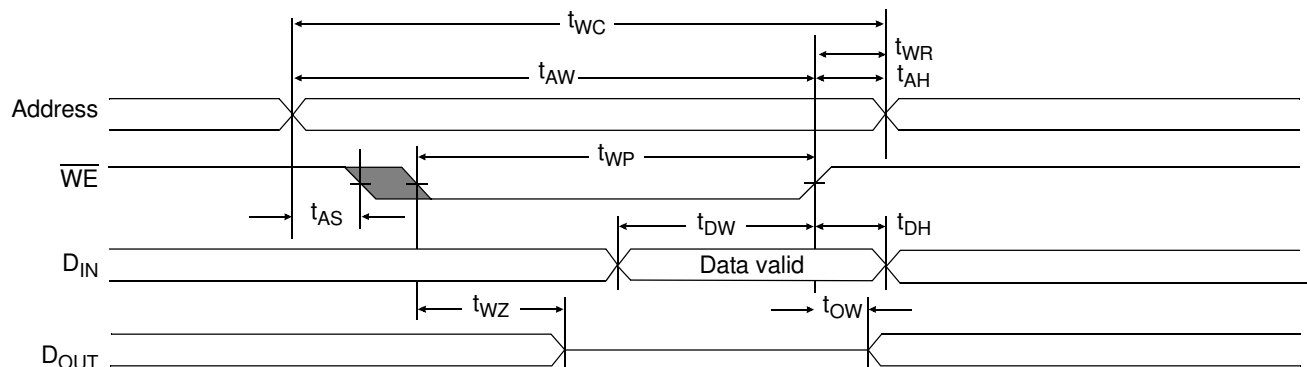 tWC
tWR
tAW
tAH
Address
tWP
WE
tAS
tDW
tDH
DIN
Data valid
tWZ
tOW
DOUT